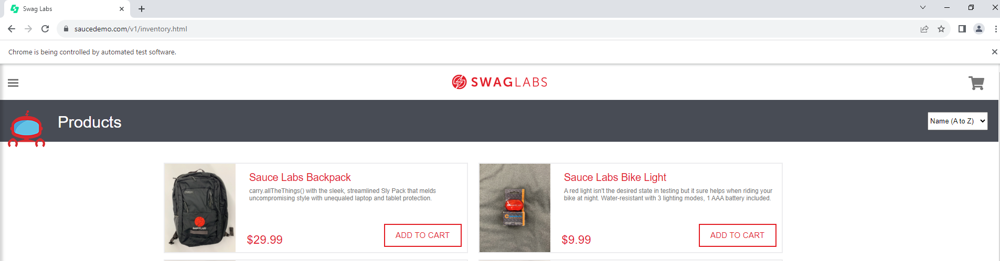 Swag Labs
saucedemo.com/v1/inventory.html
Chrome is being controlled by automated test software.
SWAGLABS
Products
Name (A to Z)
Sauce Labs Backpack
carry.allTheThings() with the sleek, streamlined Sly Pack that melds
uncompromising style with unequaled laptop and tablet protection.
SAUCELABS
$29.99
ADD TO CART
Sauce Labs Bike Light
A red light isn't the desired state in testing but it sure helps when riding your
bike at night. Water-resistant with 3 lighting modes, 1 AAA battery included.
$9.99
ADD TO CART